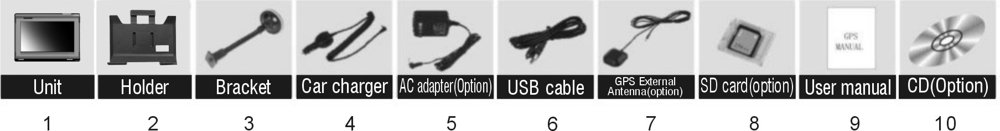 GPS
MANUAL
Unit
Holder
Bracket
Car charger
AC adapter(Option)
USB cable
GPS External
Antenna(option)
SD card(option)
User manual
CD(Option)
1
2
3
4
5
6
7
8
9
10